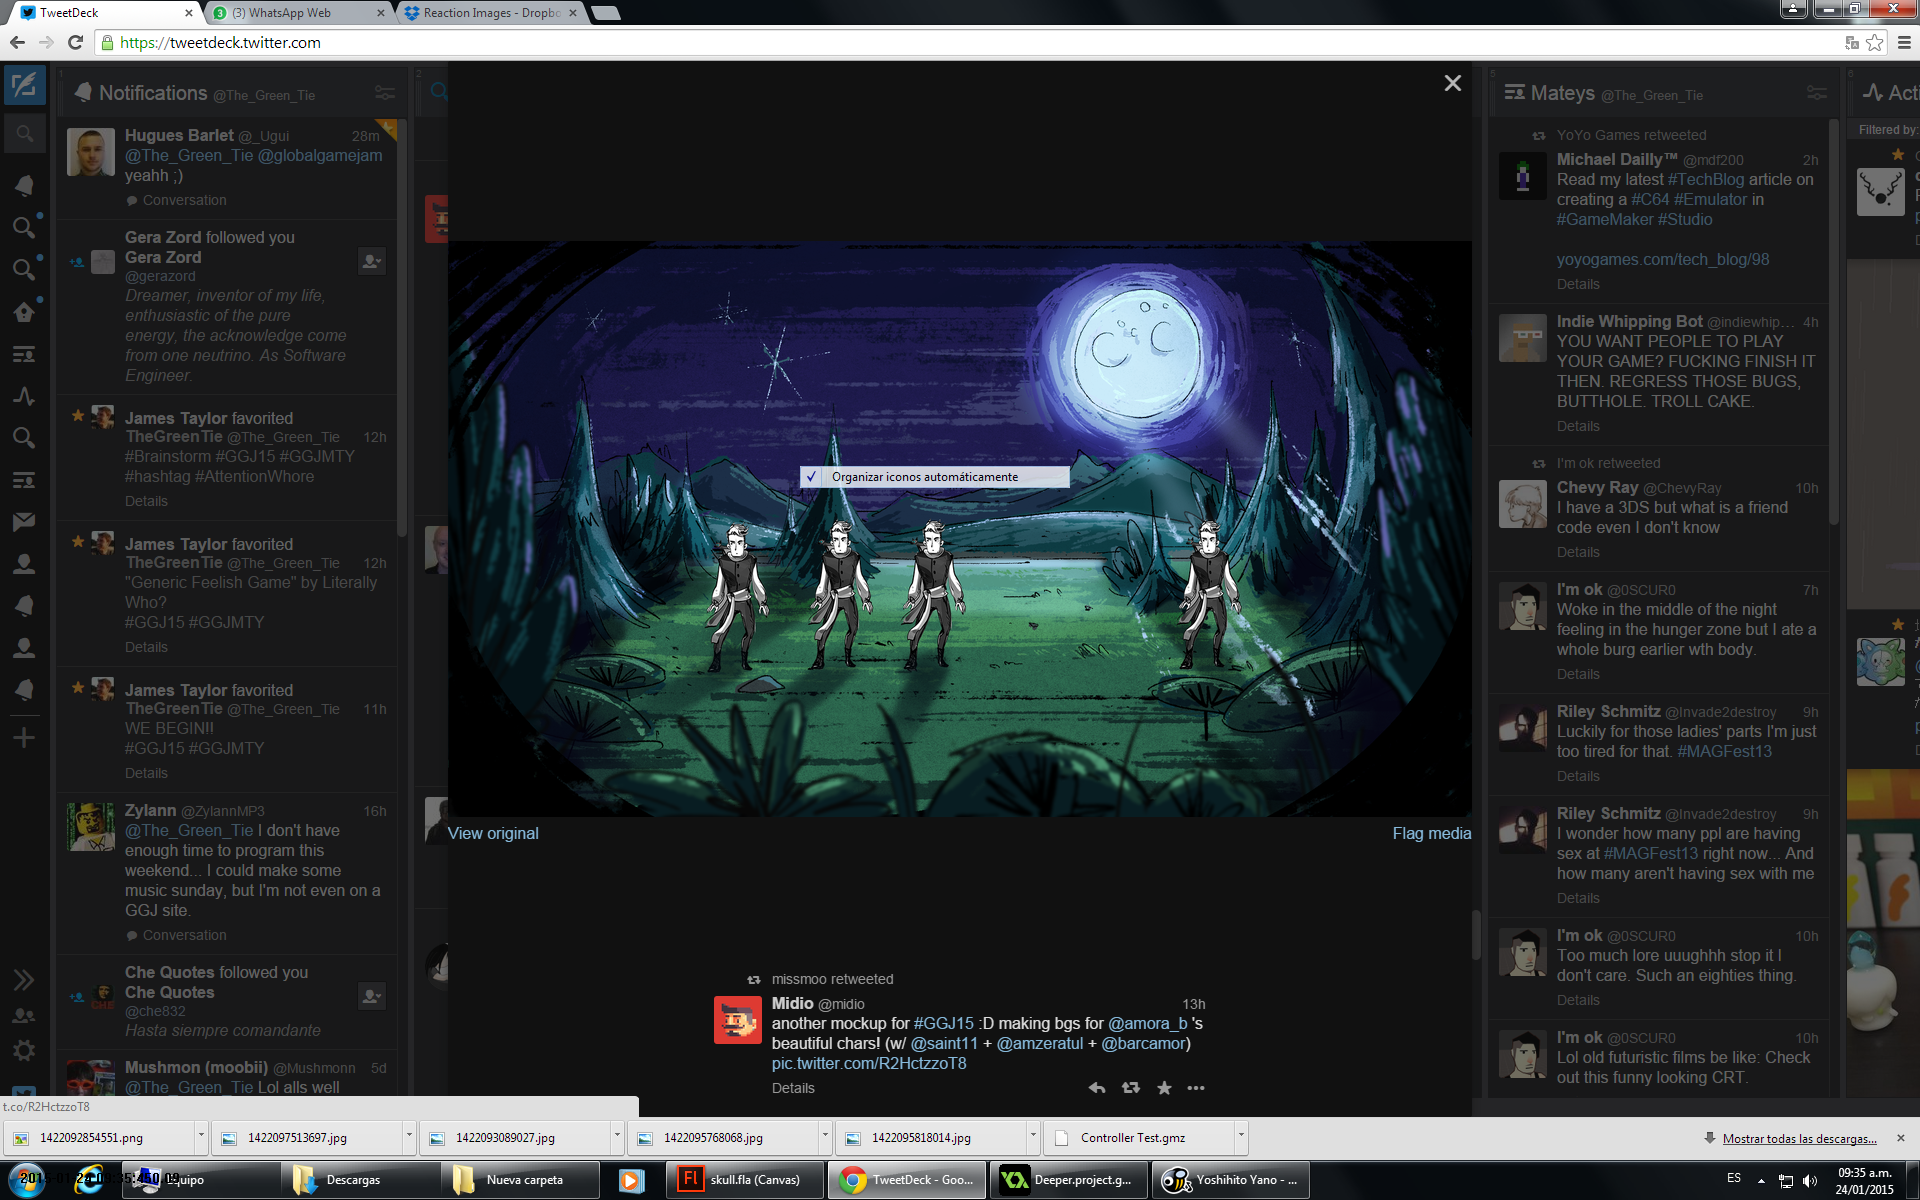 TweetDeck
(3) WhatsApp Web
Reaction Images - Dropbo
https://tweetdeck.twitter.com
1
Notifications @The_Green_Tie
Hugues Barlet @_Ugui 28m
@The_Green_Tie @globalgamejam
yeahh ;)
Conversation
Gera Zord followed you
Gera Zord
@gerazord
Dreamer, inventor of my life,
enthusiastic of the pure
energy, the acknowledge come
from one neutrino. As Software
Engineer.
James Taylor favorited
TheGreenTie @The_Green_Tie 12h
#Brainstorm #GGJ15 #GGJMTY
#hashtag #AttentionWhore
Details
James Taylor favorited
TheGreenTie @The_Green_Tie 12h
"Generic Feelish Game" by Literally
Who?
#GGJ15 #GGJMTY
Details
James Taylor favorited
TheGreenTie @The_Green_Tie 11h
WE BEGIN!!
#GGJ15 #GGJMTY
Details
Zylann @ZylannMP3 16h
@The_Green_Tie I don't have
enough time to program this
weekend... I could make some
music sunday, but I'm not even on a
GGJ site.
Conversation
Che Quotes followed you
Che Quotes
@che832
Hasta siempre comandante
Mushmon (moobii) @Mushmonn 5d
@The_Green_Tie Lol alls well
2
Organizar iconos automáticamente
View original
Flag media
missmoo retweeted
Midio @midio 13h
another mockup for #GGJ15 :D making bgs for @amora_b 's
beautiful chars! (w/ @saint11 + @amzeratul + @barcamor)
pic.twitter.com/R2HctzzoT8
Details
5
Mateys @The_Green_Tie
YoYo Games retweeted
Michael Dailly™ @mdf200 2h
Read my latest #TechBlog article on
creating a #C64 #Emulator in
#GameMaker #Studio
yoyogames.com/tech_blog/98
Details
Indie Whipping Bot @indiewhip... 4h
YOU WANT PEOPLE TO PLAY
YOUR GAME? FUCKING FINISH IT
THEN. REGRESS THOSE BUGS,
BUTTHOLE. TROLL CAKE.
Details
I'm ok retweeted
Chevy Ray @ChevyRay 10h
I have a 3DS but what is a friend
code even I don't know
Details
I'm ok @0SCUR0 7h
Woke in the middle of the night
feeling in the hunger zone but I ate a
whole burg earlier wth body.
Details
Riley Schmitz @Invade2destroy 9h
Luckily for those ladies' parts I'm just
too tired for that. #MAGFest13
Details
Riley Schmitz @Invade2destroy 9h
I wonder how many ppl are having
sex at #MAGFest13 right now... And
how many aren't having sex with me
Details
I'm ok @0SCUR0 10h
Too much lore uuughhh stop it I
don't care. Such an eighties thing.
Details
I'm ok @0SCUR0 10h
Lol old futuristic films be like: Check
out this funny looking CRT.
6
Acti
Filtered by:
t.co/R2HctzzoT8
1422092854551.png
1422097513697.jpg
1422093089027.jpg
1422095768068.jpg
1422095818014.jpg
Controller Test.gmz
Mostrar todas las descargas...
Equipo
Descargas
Nueva carpeta
skull.fla (Canvas)
TweetDeck - Goo...
Deeper.project.g...
Yoshihito Yano - ...
ES
09:35 a.m.
24/01/2015